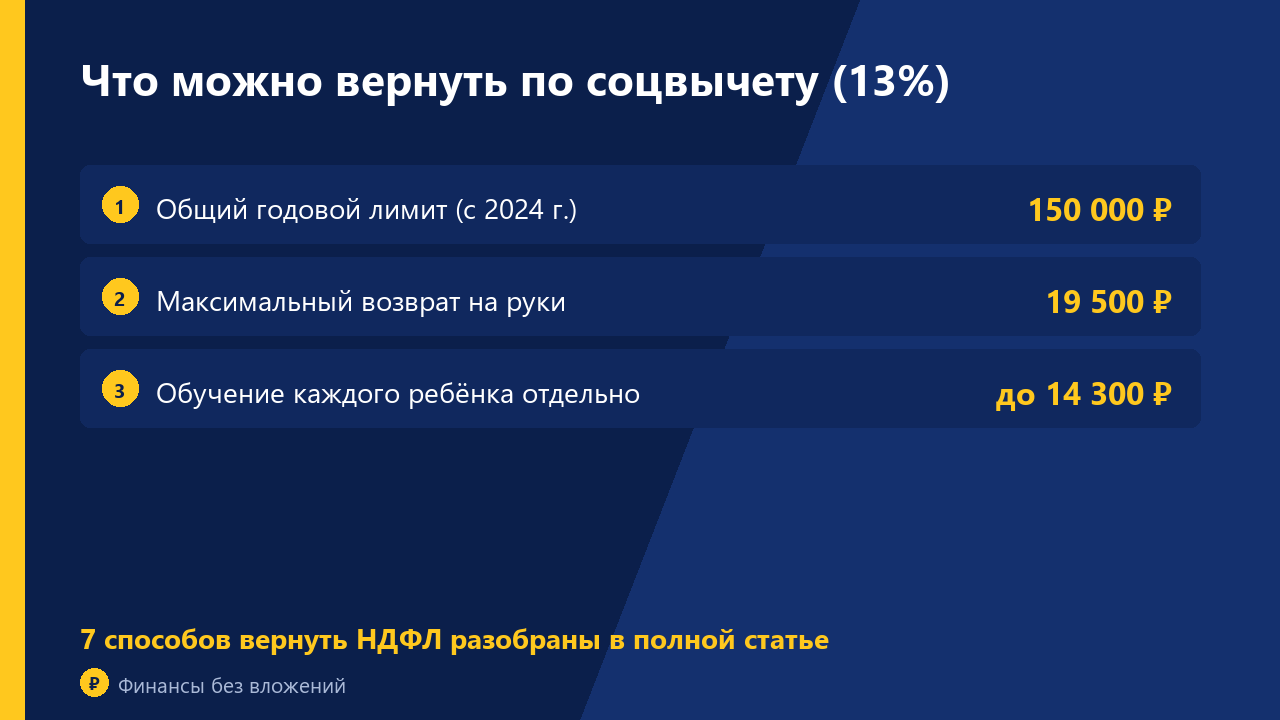 Что можно вернуть по соцвычету (13%)
1 Общий годовой лимит (с 2024 г.) 150 000 ₽
2 Максимальный возврат на руки 19 500 ₽
3 Обучение каждого ребёнка отдельно до 14 300 ₽
7 способов вернуть НДФЛ разобраны в полной статье
₽ Финансы без вложений